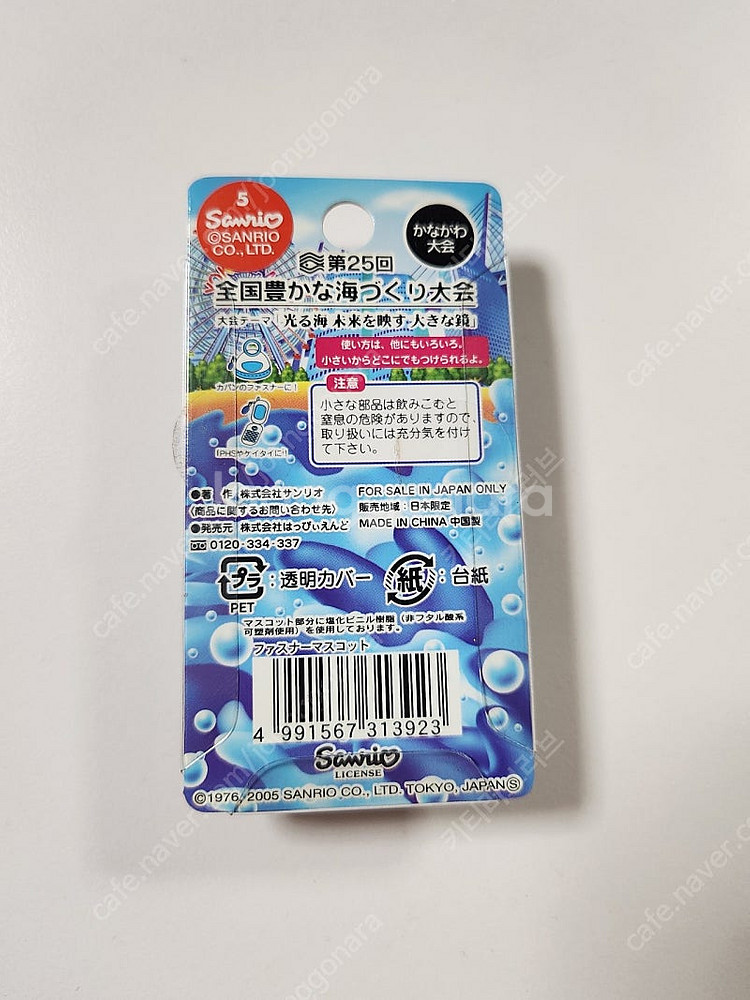 5
Sanrio
©SANRIO
CO., LTD.
かながわ
大会
第25回
全国豊かな海づくり大会
大会テーマ「光る海 未来を映す 大きな鏡」
使い方は、他にもいろいろ。
小さいからどこにでもつけられるよ。
カバンのファスナーに!
注意
小さな部品は飲みこむと
窒息の危険がありますので、
取り扱いには充分気を付け
て下さい。
PHSやケイタイに!
●著 作 株式会社サンリオ
(商品に関するお問い合わせ先)
●発売元 株式会社はっぴぃえんど
0120-334-337
FOR SALE IN JAPAN ONLY
販売地域:日本限定
MADE IN CHINA 中国製
プラ:透明カバー
PET
紙:台紙
マスコット部分に塩化ビニル樹脂(非フタル酸系
可塑剤使用)を使用しております。
ファスナーマスコット
4 991567 313923
Sanrio
LICENSE
©1976, 2005 SANRIO CO., LTD. TOKYO, JAPAN Ⓢ
cafe.naver.com/joonggonara
joonggonara
키티러브